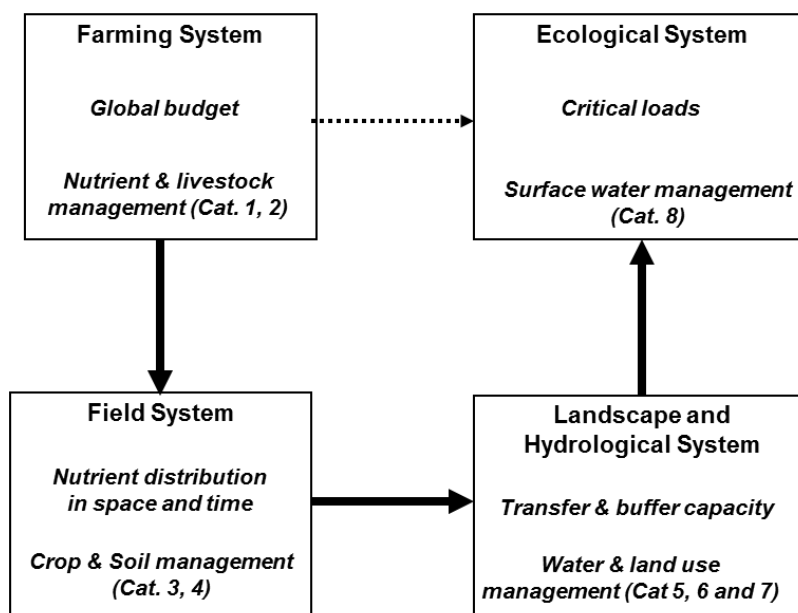 Farming System
Global budget
Nutrient & livestock
management (Cat. 1, 2)
Ecological System
Critical loads
Surface water management
(Cat. 8)
Field System
Nutrient distribution
in space and time
Crop & Soil management
(Cat. 3, 4)
Landscape and
Hydrological System
Transfer & buffer capacity
Water & land use
management (Cat 5, 6 and 7)